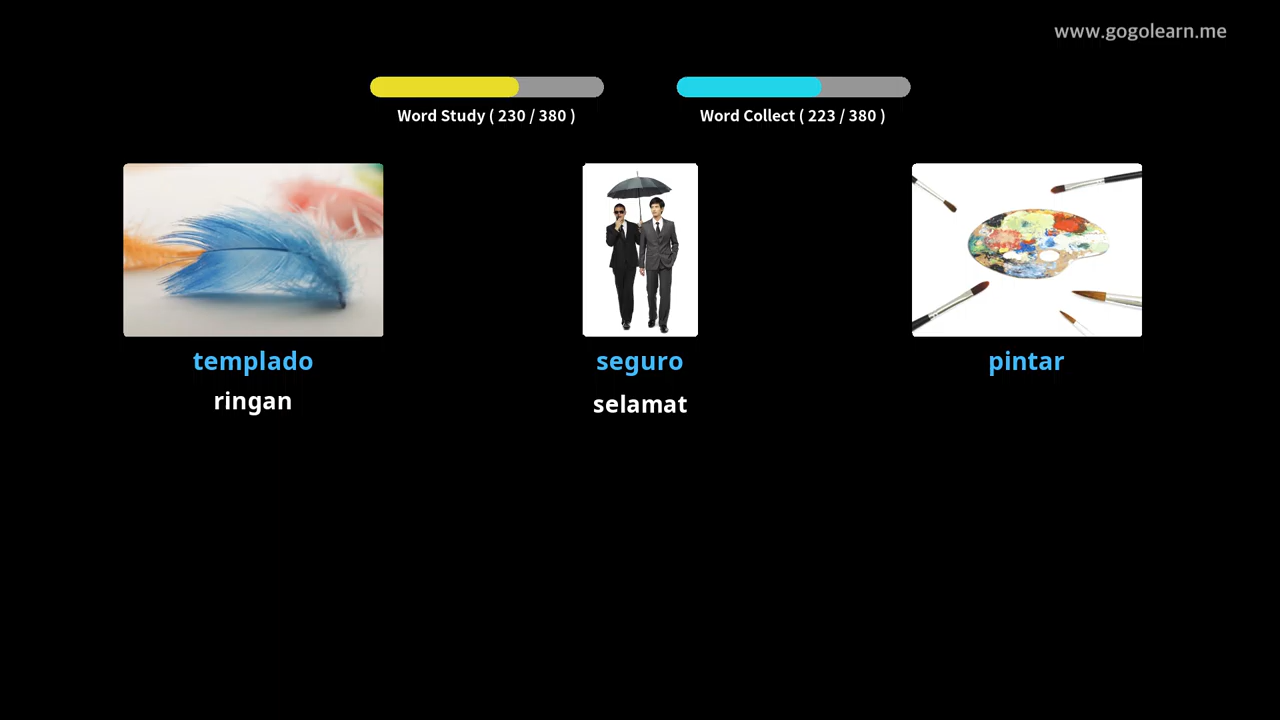 www.gogolearn.me
Word Study ( 230 / 380 )
Word Collect ( 223 / 380 )
templado
seguro
pintar
ringan
selamat